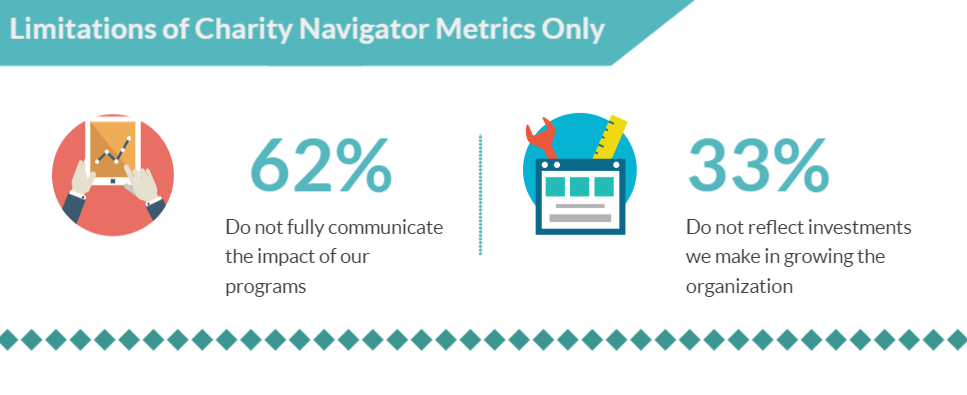 Limitations of Charity Navigator Metrics Only
62%
Do not fully communicate
the impact of our
programs
33%
Do not reflect investments
we make in growing the
organization